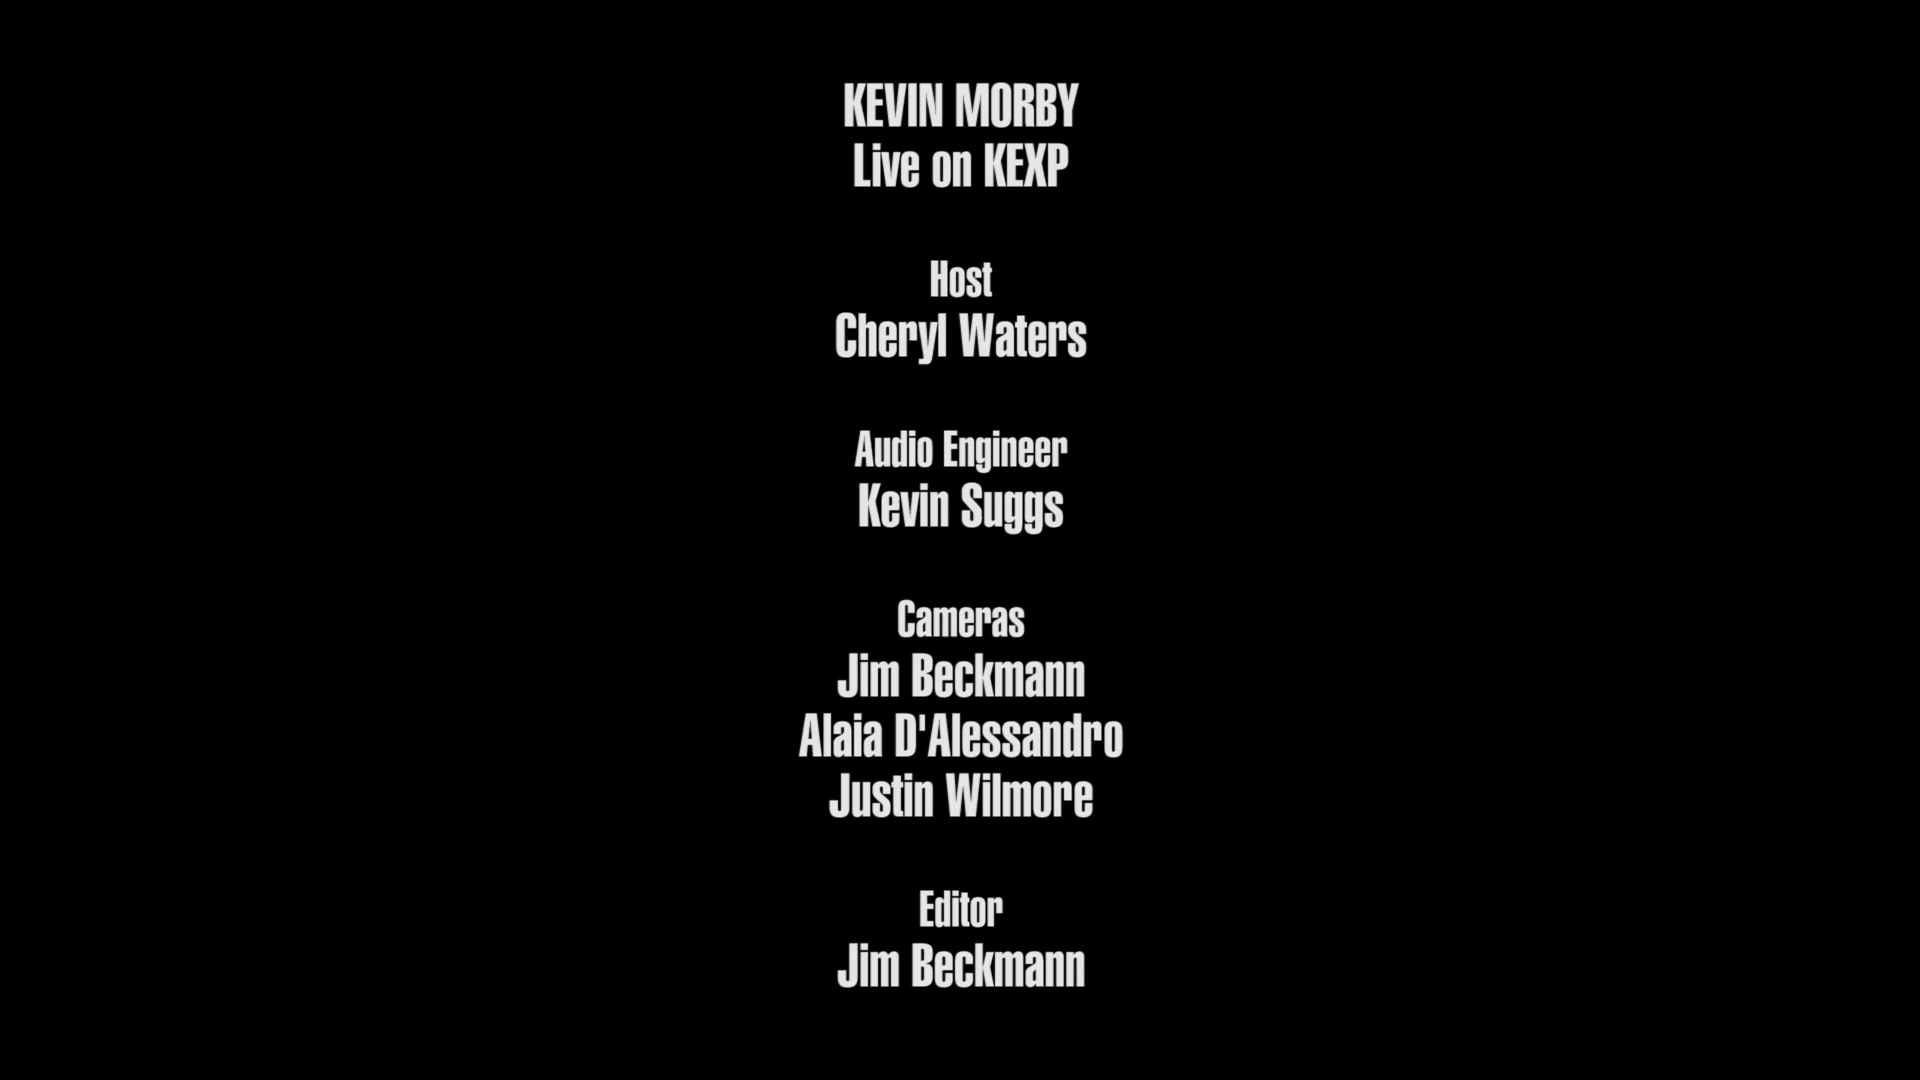 KEVIN MORBY
Live on KEXP
Host
Cheryl Waters
Audio Engineer
Kevin Suggs
Cameras
Jim Beckmann
Alaia D'Alessandro
Justin Wilmore
Editor
Jim Beckmann